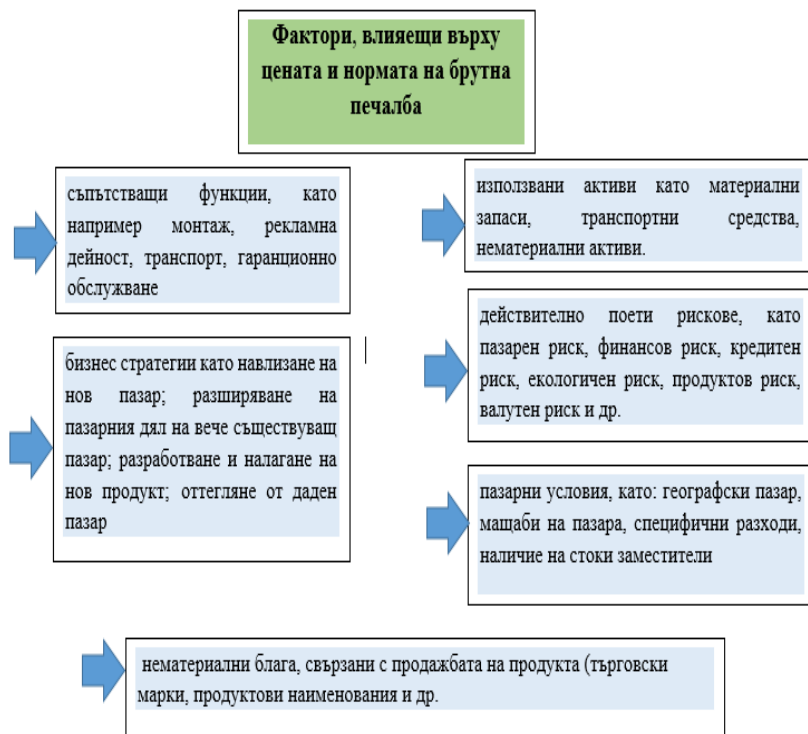 Фактори, влияещи върху
цената и нормата на брутна
печалба
съпътстващи функции, като
например монтаж, рекламна
дейност, транспорт, гаранционно
обслужване
бизнес стратегии като навлизане на
нов пазар; разширяване на
пазарния дял на вече съществуващ
пазар; разработване и налагане на
нов продукт; оттегляне от даден
пазар
използвани активи като материални
запаси, транспортни средства,
нематериални активи.
действително поети рискове, като
пазарен риск, финансов риск, кредитен
риск, екологичен риск, продуктов риск,
валутен риск и др.
пазарни условия, като: географски пазар,
мащаби на пазара, специфични разходи,
наличие на стоки заместители
нематериални блага, свързани с продажбата на продукта (търговски
марки, продуктови наименования и др.